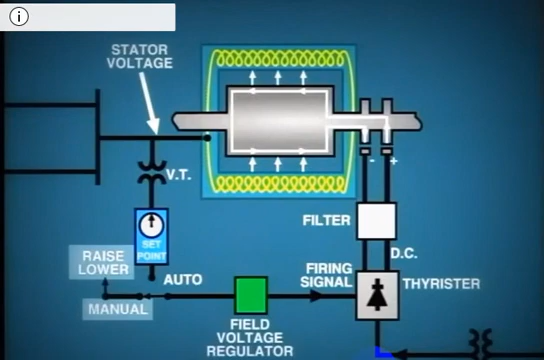 STATOR
VOLTAGE
V.T.
- +
SET
POINT
FILTER
D.C.
RAISE
LOWER
AUTO
FIRING
SIGNAL
THYRISTER
MANUAL
FIELD
VOLTAGE
REGULATOR